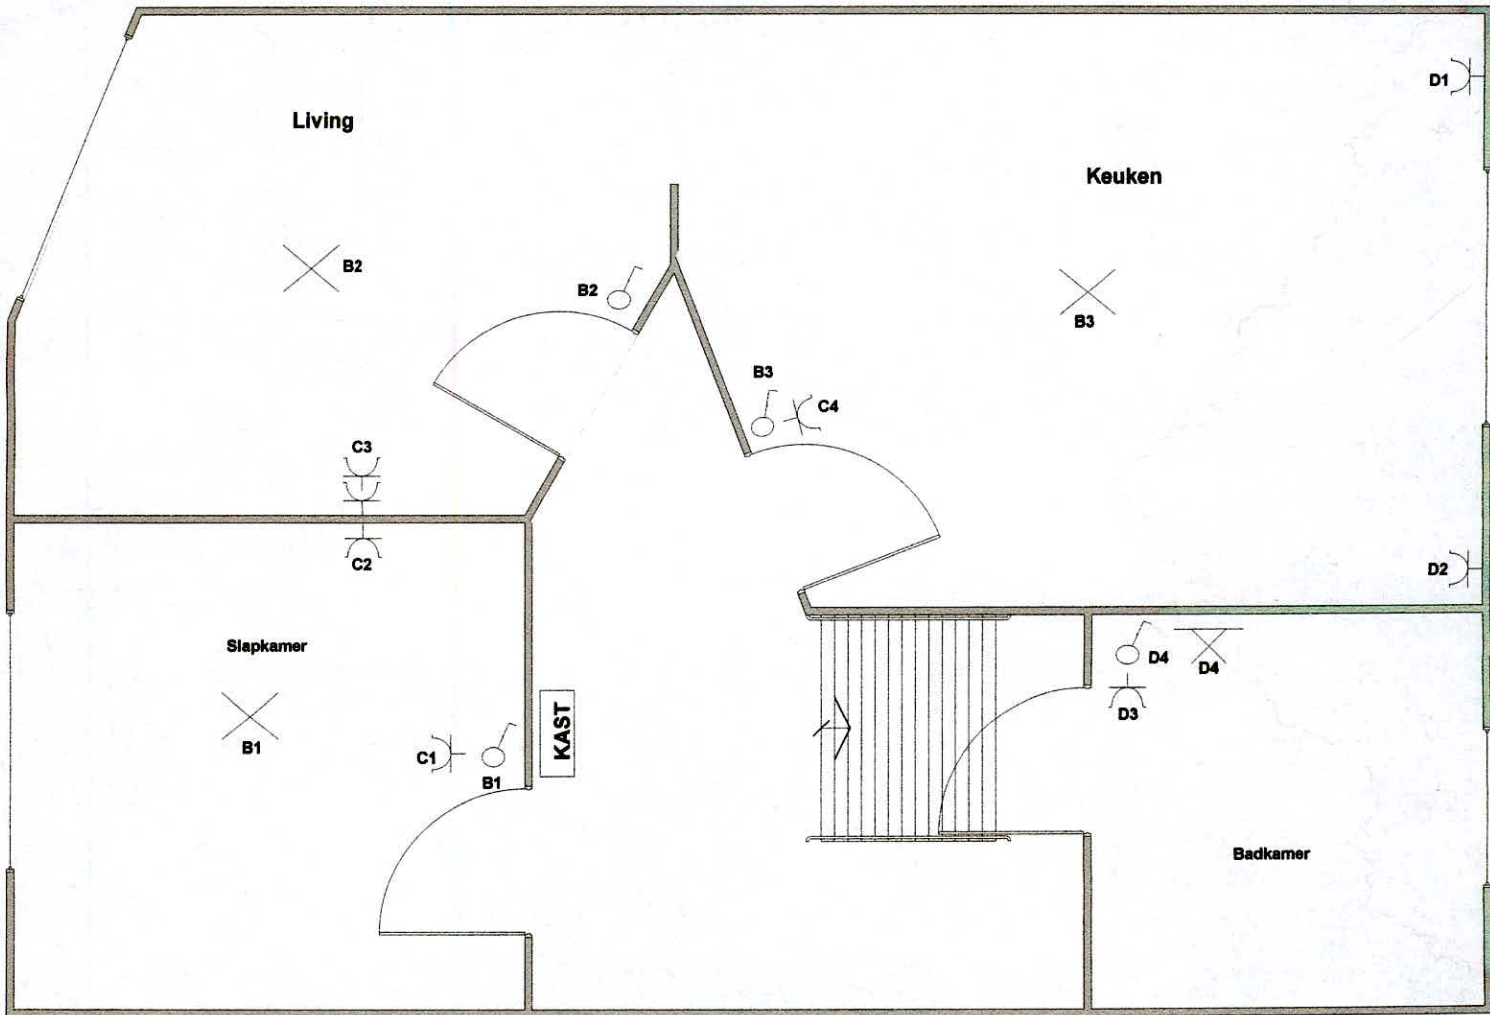 D1
Living
Keuken
B2
B2
B3
B3
C4
C3
C2
D2
Slapkamer
D4
D4
D3
KAST
B1
C1
B1
Badkamer